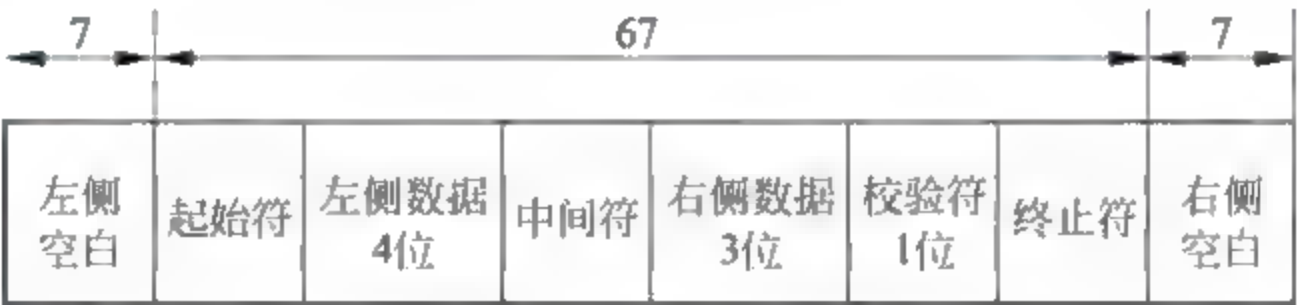 7 67 7
左侧 空白
起始符
左侧数据 4位
中间符
右侧数据 3位
校验符 1位
终止符
右侧 空白